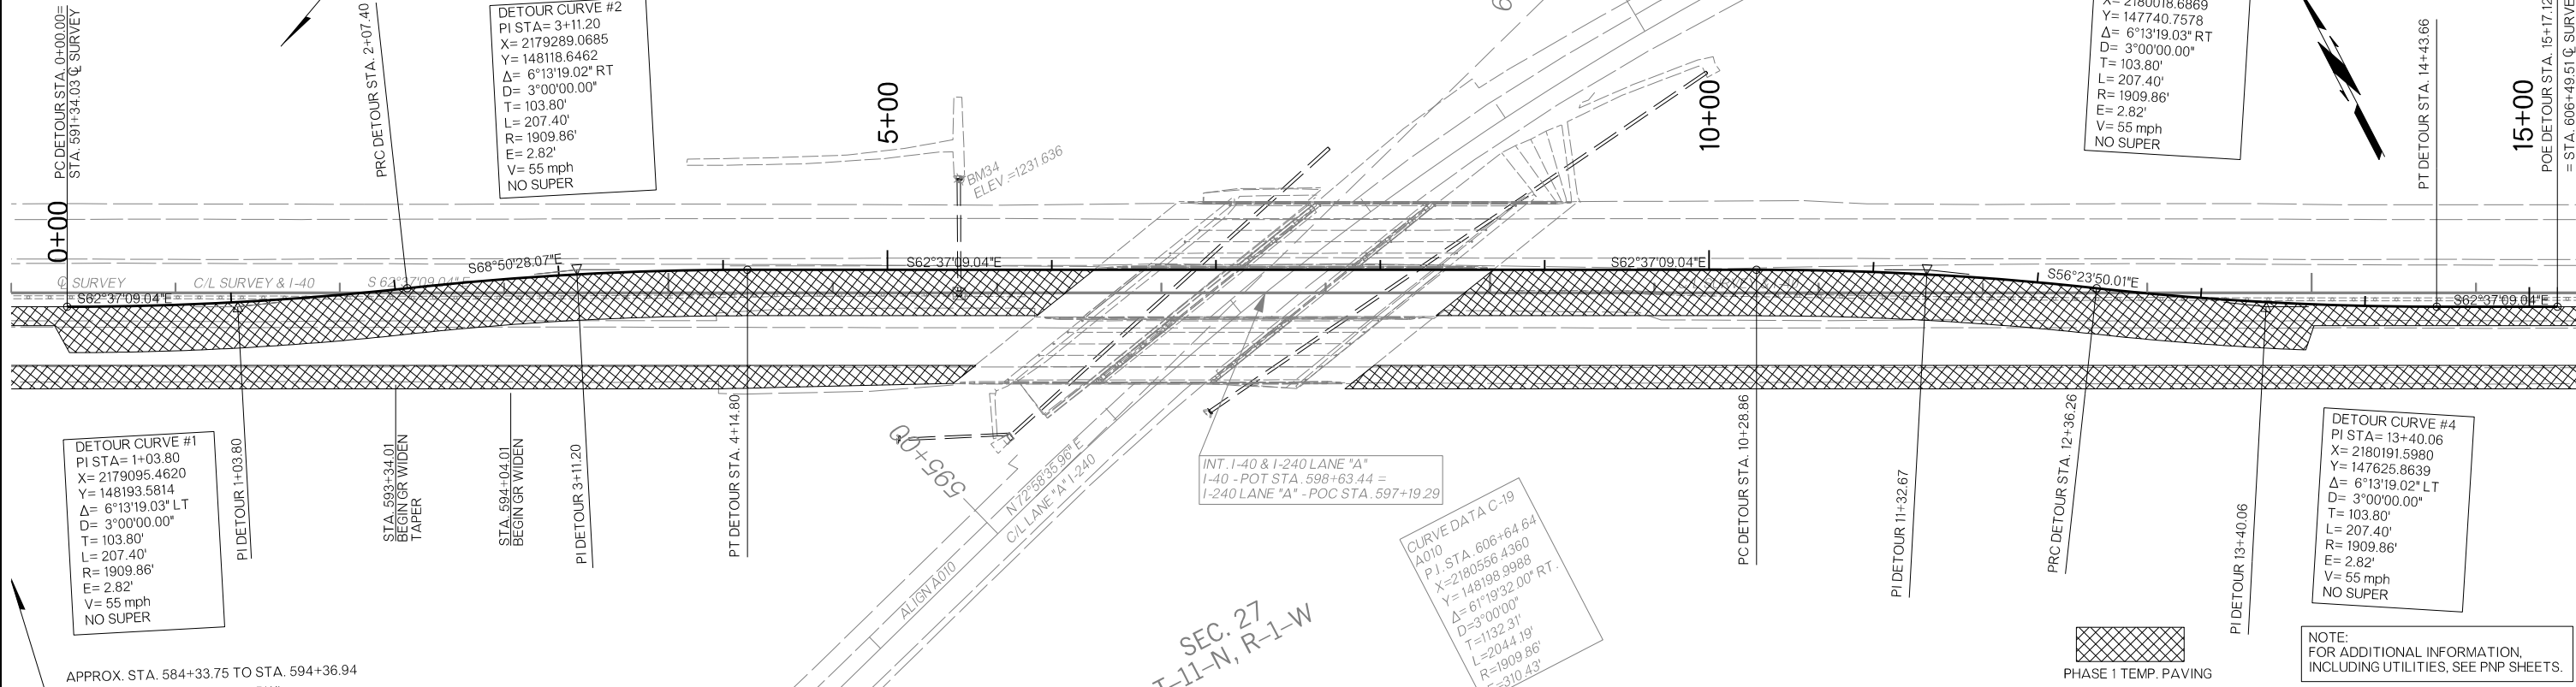 PC DETOUR STA. 0+00.00=
STA. 591+34.03 ℄ SURVEY
0+00
PRC DETOUR STA. 2+07.40
DETOUR CURVE #2
PI STA= 3+11.20
X= 2179289.0685
Y= 148118.6462
Δ= 6°13'19.02" RT
D= 3°00'00.00"
T= 103.80'
L= 207.40'
R= 1909.86'
E= 2.82'
V= 55 mph
NO SUPER
5+00
BM34
ELEV.=1231.636
10+00
X= 2180018.6869
Y= 147740.7578
Δ= 6°13'19.03" RT
D= 3°00'00.00"
T= 103.80'
L= 207.40'
R= 1909.86'
E= 2.82'
V= 55 mph
NO SUPER
PT DETOUR STA. 14+43.66
15+00
POE DETOUR STA. 15+17.12
= STA. 606+49.51 ℄ SURVE
℄ SURVEY
C/L SURVEY & I-40
S 62°37'09.04" E
S62°37'09.04"E
S68°50'28.07"E
S62°37'09.04"E
S62°37'09.04"E
S56°23'50.01"E
S62°37'09.04"E
DETOUR CURVE #1
PI STA= 1+03.80
X= 2179095.4620
Y= 148193.5814
Δ= 6°13'19.03" LT
D= 3°00'00.00"
T= 103.80'
L= 207.40'
R= 1909.86'
E= 2.82'
V= 55 mph
NO SUPER
PI DETOUR 1+03.80
STA. 593+34.01
BEGIN GR WIDEN
TAPER
STA. 594+04.01
BEGIN GR WIDEN
PI DETOUR 3+11.20
PT DETOUR STA. 4+14.80
595+00
N 72°58'35.96" E
C/L LANE "A" I-240
ALIGN A010
INT. I-40 & I-240 LANE "A"
I-40 - POT STA. 598+63.44 =
I-240 LANE "A" - POC STA. 597+19.29
CURVE DATA C-19
A010
P.I. STA. 606+64.64
X=2180556.4360
Y= 148198.9988
Δ= 61°19'32.00" RT.
D=3°00'00"
T=1132.31'
L=2044.19'
R=1909.86'
=310.43'
SEC. 27
T-11-N, R-1-W
PC DETOUR STA. 10+28.86
PI DETOUR 11+32.67
PRC DETOUR STA. 12+36.26
PI DETOUR 13+40.06
DETOUR CURVE #4
PI STA= 13+40.06
X= 2180191.5980
Y= 147625.8639
Δ= 6°13'19.02" LT
D= 3°00'00.00"
T= 103.80'
L= 207.40'
R= 1909.86'
E= 2.82'
V= 55 mph
NO SUPER
APPROX. STA. 584+33.75 TO STA. 594+36.94
PHASE 1 TEMP. PAVING
NOTE:
FOR ADDITIONAL INFORMATION,
INCLUDING UTILITIES, SEE PNP SHEETS.